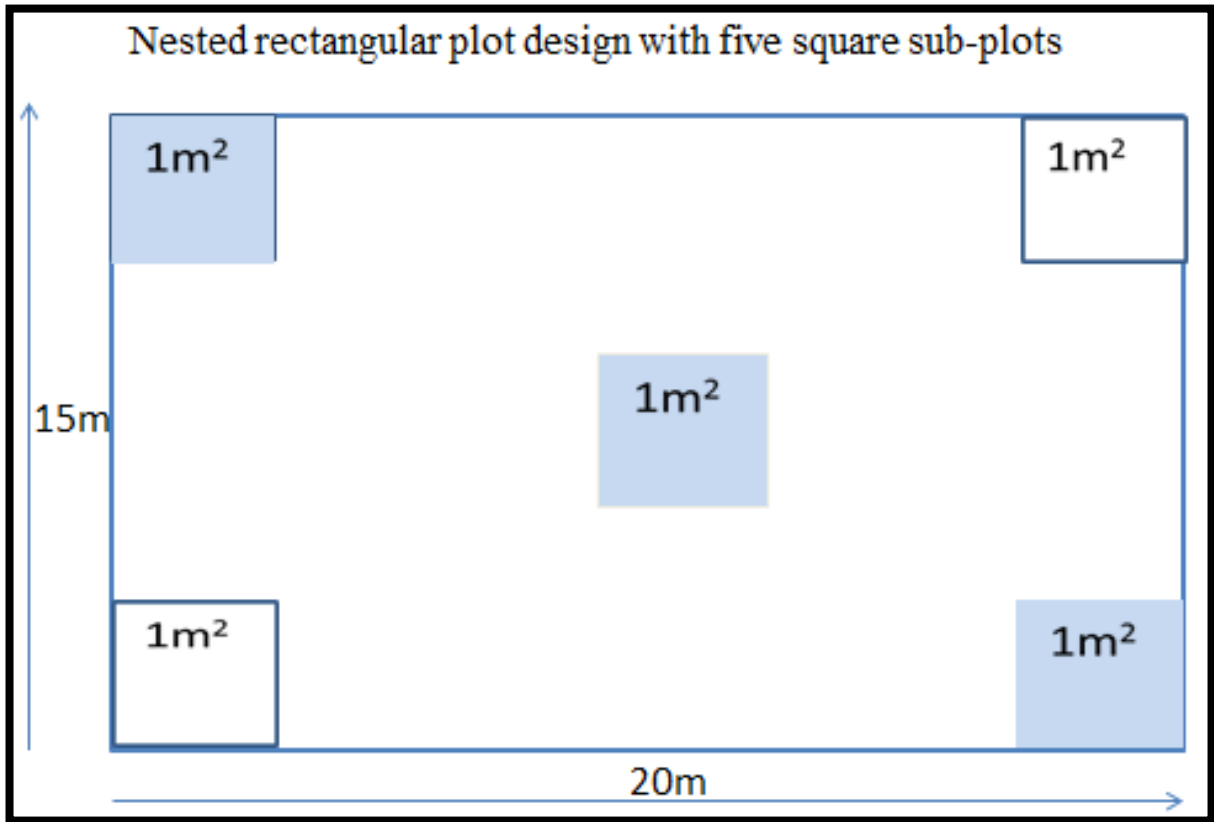 Nested rectangular plot design with five square sub-plots
1m²
1m²
15m
1m²
1m²
1m²
20m